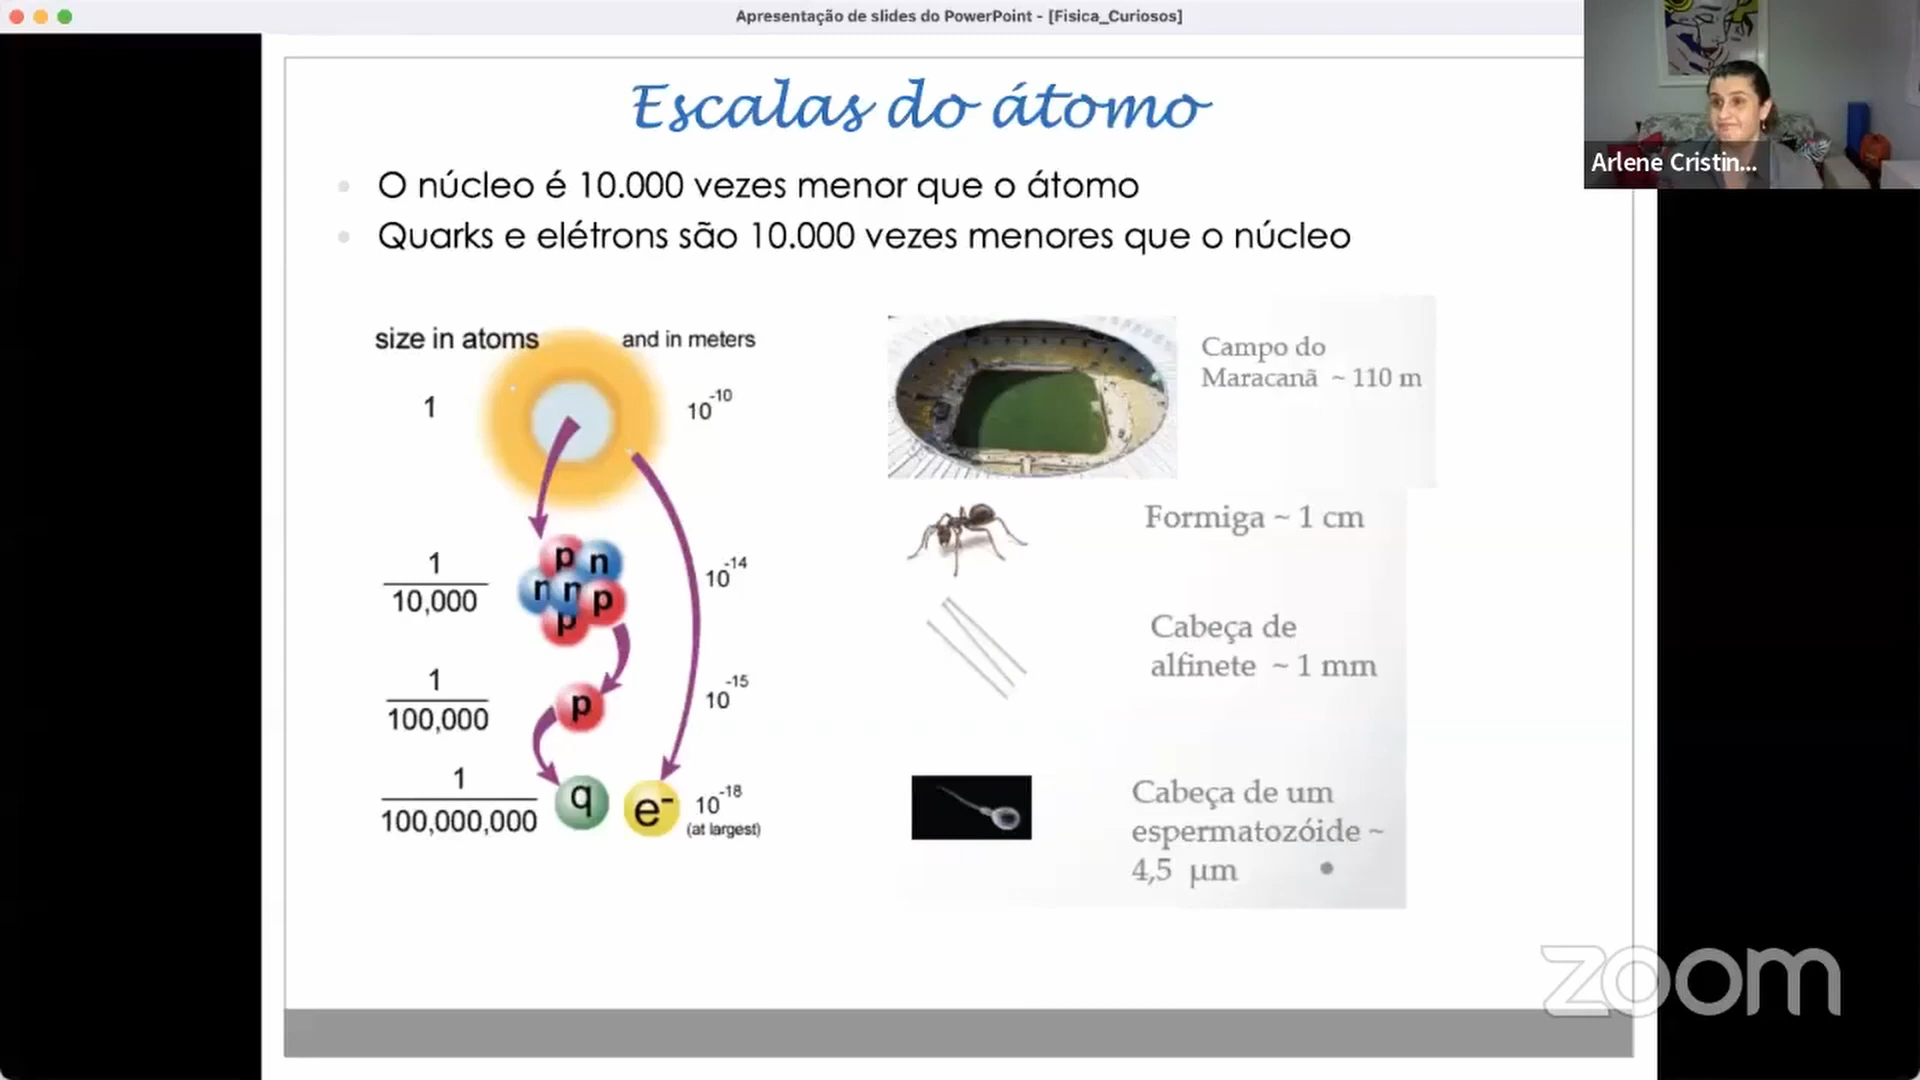 Apresentação de slides do PowerPoint - [Fisica_Curiosos]
Arlene Cristin...
Escalas do átomo
O núcleo é 10.000 vezes menor que o átomo
Quarks e elétrons são 10.000 vezes menores que o núcleo
size in atoms and in meters
1 10^-10
Campo do
Maracanã ~ 110 m
Formiga ~ 1 cm
Cabeça de
alfinete ~ 1 mm
Cabeça de um
espermatozóide ~
4,5 µm
1
10,000
p n
n n p
p
10^-14
1
100,000
p
10^-15
1
100,000,000
q e-
10^-18
(at largest)
zoom